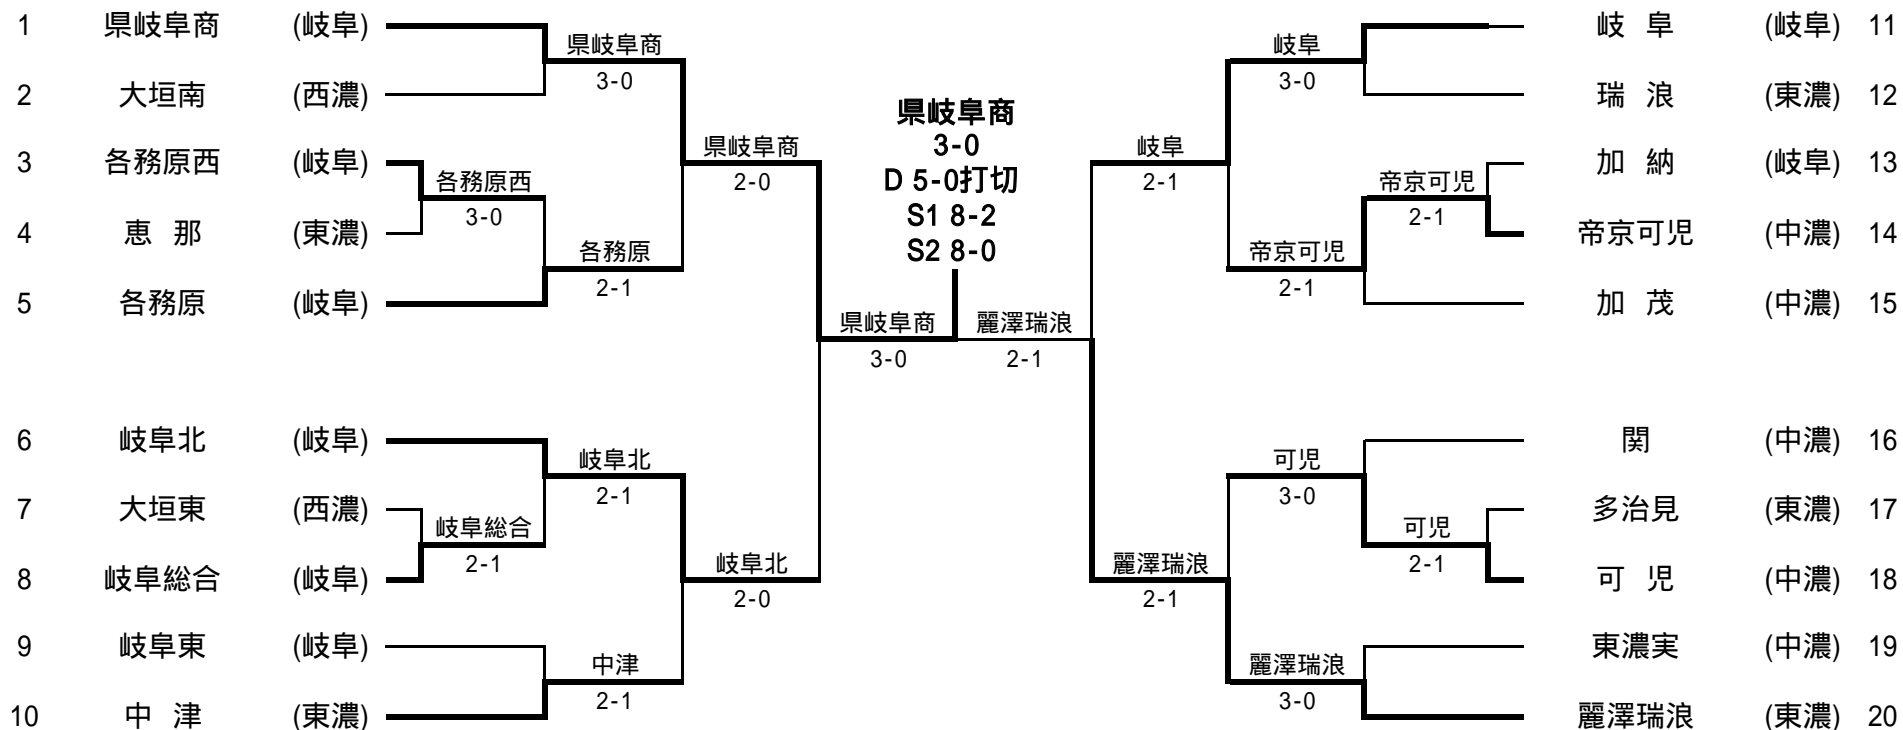 1 県岐阜商 (岐阜)
2 大垣南 (西濃)
3 各務原西 (岐阜)
4 恵 那 (東濃)
5 各務原 (岐阜)
6 岐阜北 (岐阜)
7 大垣東 (西濃)
8 岐阜総合 (岐阜)
9 岐阜東 (岐阜)
10 中 津 (東濃)
各務原西
3-0
岐阜総合
2-1
県岐阜商
3-0
各務原
2-1
岐阜北
2-1
中津
2-1
県岐阜商
2-0
岐阜北
2-0
県岐阜商
3-0
県岐阜商
3-0
D 5-0打切
S1 8-2
S2 8-0
麗澤瑞浪
2-1
岐阜
2-1
麗澤瑞浪
2-1
岐阜
3-0
帝京可児
2-1
可児
3-0
麗澤瑞浪
3-0
帝京可児
2-1
可児
2-1
岐 阜 (岐阜) 11
瑞 浪 (東濃) 12
加 納 (岐阜) 13
帝京可児 (中濃) 14
加 茂 (中濃) 15
関 (中濃) 16
多治見 (東濃) 17
可 児 (中濃) 18
東濃実 (中濃) 19
麗澤瑞浪 (東濃) 20